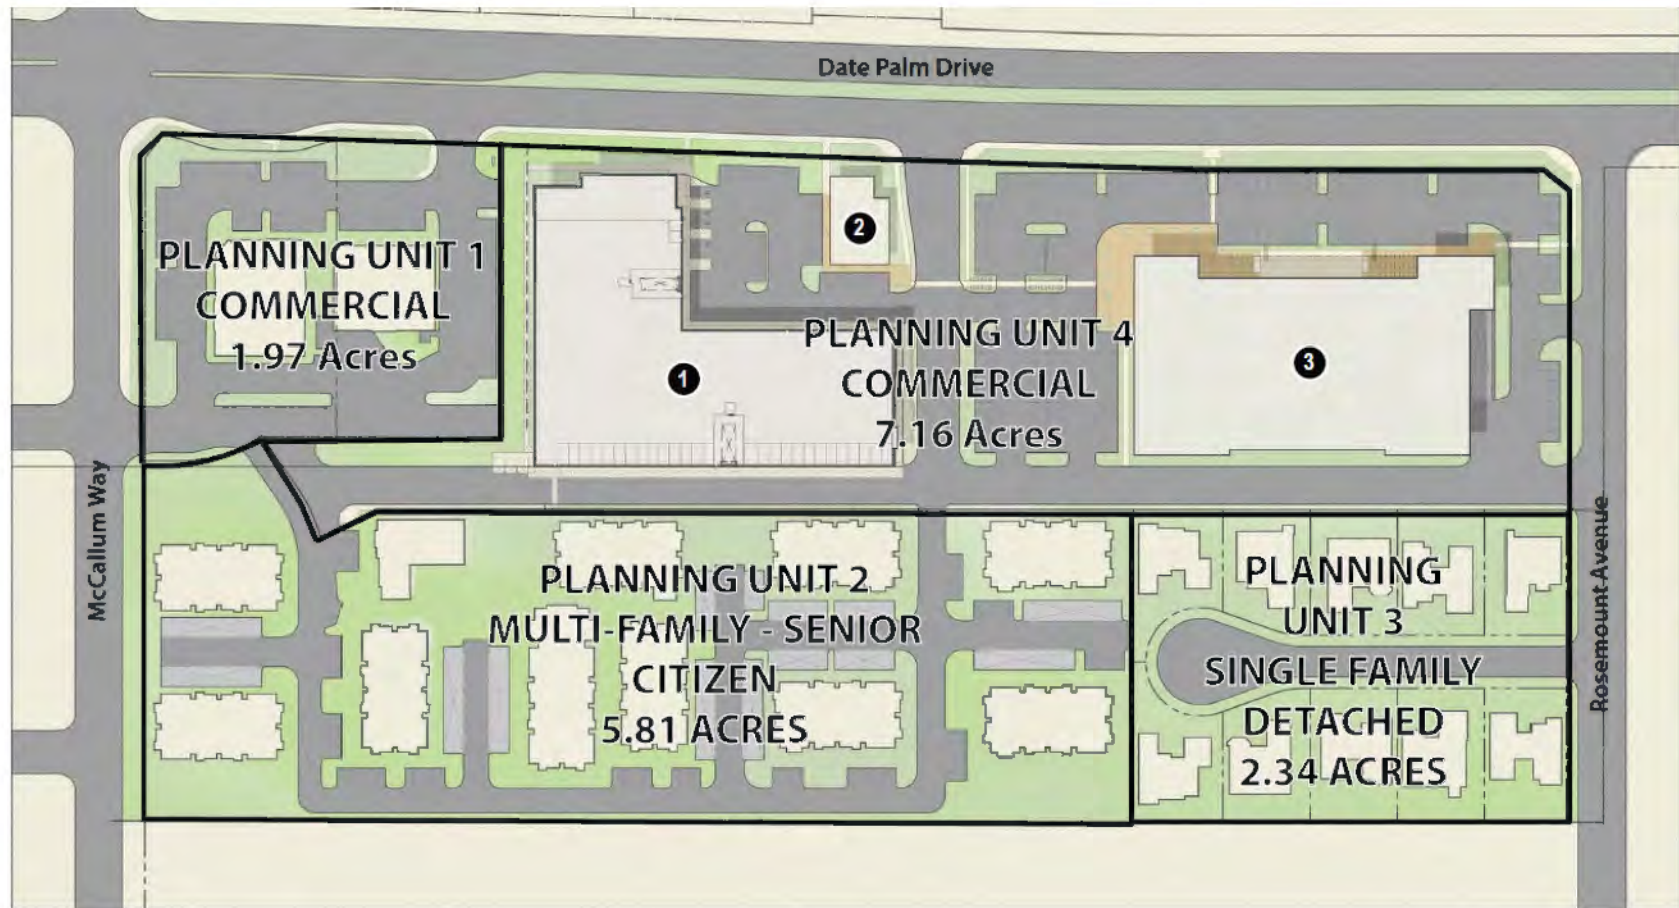 Date Palm Drive
PLANNING UNIT 1
COMMERCIAL
1.97 Acres
2
PLANNING UNIT 4
COMMERCIAL
7.16 Acres
1
3
McCallum Way
Rosemount Avenue
PLANNING UNIT 2
MULTI-FAMILY - SENIOR
CITIZEN
5.81 ACRES
PLANNING
UNIT 3
SINGLE FAMILY
DETACHED
2.34 ACRES